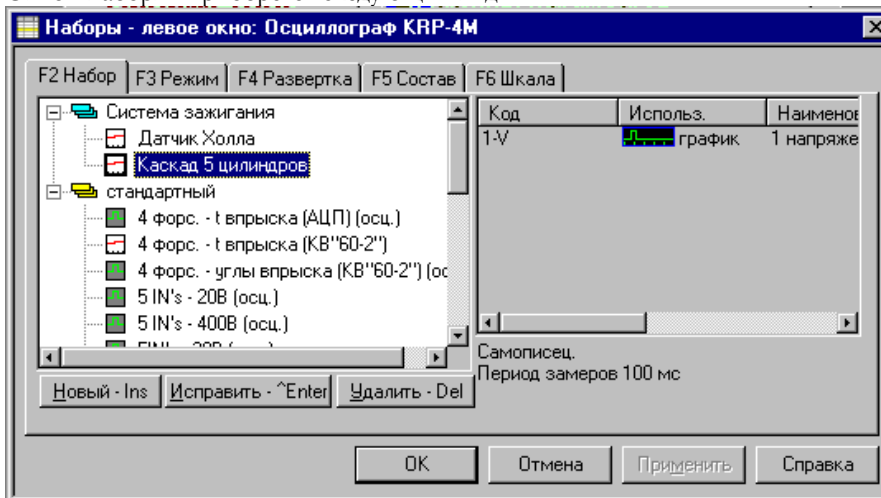 Наборы - левое окно: Осциллограф KRP-4M
F2 Набор F3 Режим F4 Развертка F5 Состав F6 Шкала
Система зажигания
Датчик Холла
Каскад 5 цилиндров
стандартный
4 форс. - t впрыска (АЦП) (осц.)
4 форс. - t впрыска (КВ"60-2")
4 форс. - углы впрыска (КВ"60-2") (ос
5 IN's - 20В (осц.)
5 IN's - 400В (осц.)
Код Использ. Наименов
1-V график 1 напряже
Самописец.
Период замеров 100 мс
Новый - Ins Исправить - ^Enter Удалить - Del
OK Отмена Применить Справка